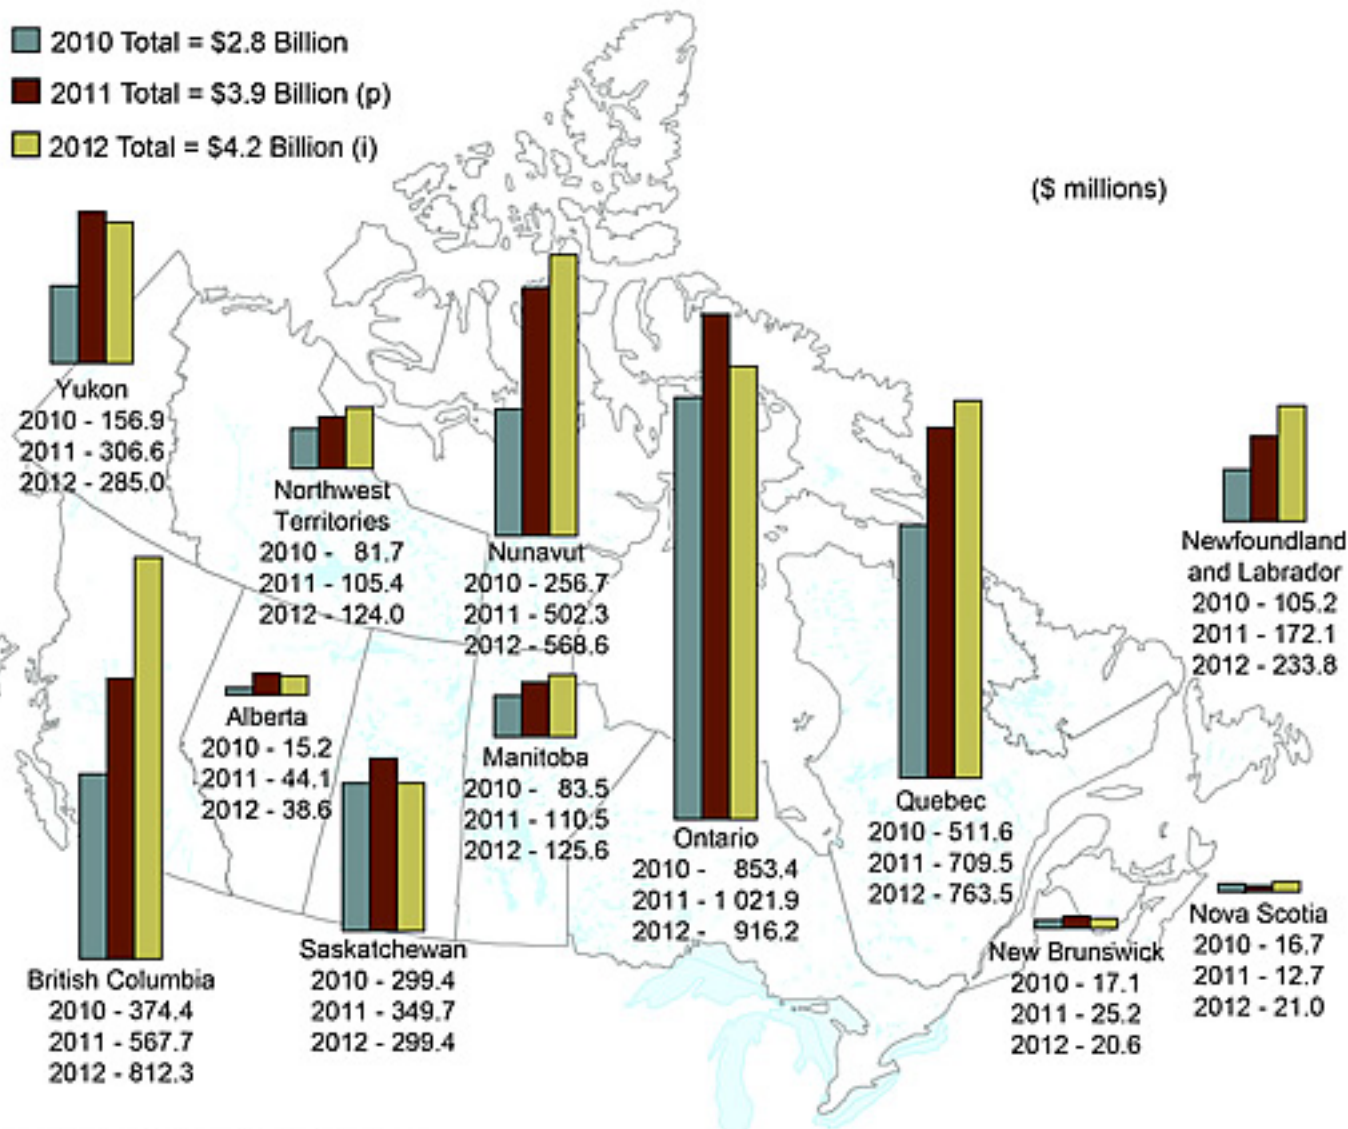 2010 Total = $2.8 Billion
2011 Total = $3.9 Billion (p)
2012 Total = $4.2 Billion (i)
($ millions)
Yukon
2010 - 156.9
2011 - 306.6
2012 - 285.0
Northwest
Territories
2010 - 81.7
2011 - 105.4
2012 - 124.0
Nunavut
2010 - 256.7
2011 - 502.3
2012 - 568.6
Newfoundland
and Labrador
2010 - 105.2
2011 - 172.1
2012 - 233.8
Alberta
2010 - 15.2
2011 - 44.1
2012 - 38.6
Manitoba
2010 - 83.5
2011 - 110.5
2012 - 125.6
Ontario
2010 - 853.4
2011 - 1 021.9
2012 - 916.2
Quebec
2010 - 511.6
2011 - 709.5
2012 - 763.5
British Columbia
2010 - 374.4
2011 - 567.7
2012 - 812.3
Saskatchewan
2010 - 299.4
2011 - 349.7
2012 - 299.4
New Brunswick
2010 - 17.1
2011 - 25.2
2012 - 20.6
Nova Scotia
2010 - 16.7
2011 - 12.7
2012 - 21.0